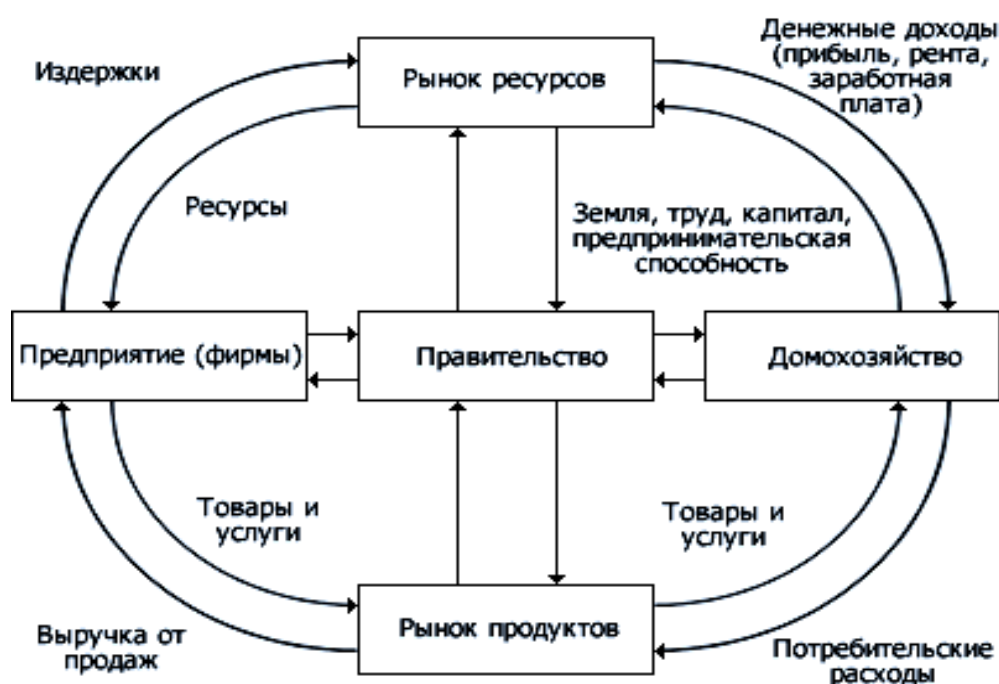 Издержки
Рынок ресурсов
Денежные доходы
(прибыль, рента,
заработная
плата)
Ресурсы
Земля, труд, капитал,
предпринимательская
способность
Предприятие (фирмы)
Правительство
Домохозяйство
Товары и
услуги
Товары и
услуги
Выручка от
продаж
Рынок продуктов
Потребительские
расходы